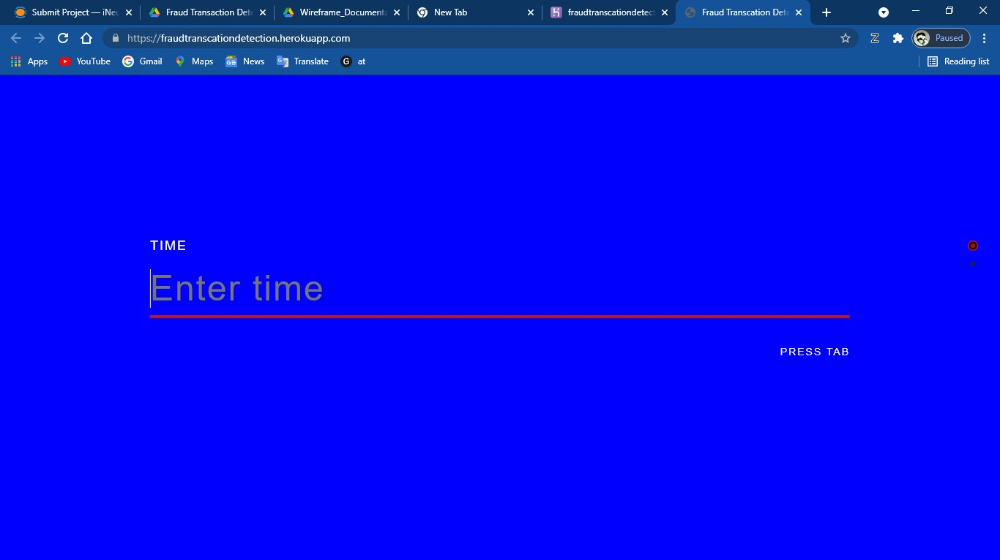 Submit Project — iNeu
Fraud Transaction Dete
Wireframe_Documenta
New Tab
fraudtranscationdetect
Fraud Transcation Dete
https://fraudtranscationdetection.herokuapp.com
Paused
Apps YouTube Gmail Maps News Translate G at Reading list
TIME
Enter time
PRESS TAB